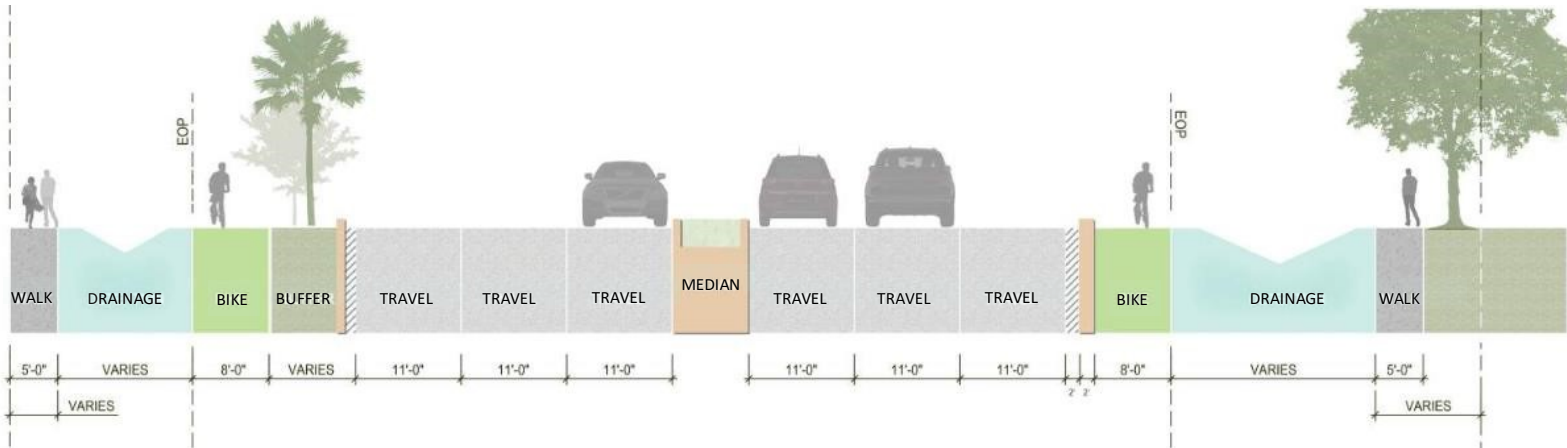 EOP
EOP
WALK DRAINAGE BIKE BUFFER TRAVEL TRAVEL TRAVEL MEDIAN TRAVEL TRAVEL TRAVEL BIKE DRAINAGE WALK
5'-0" VARIES 8'-0" VARIES 11'-0" 11'-0" 11'-0" 11'-0" 11'-0" 11'-0" 2' 2' 8'-0" VARIES 5'-0"
VARIES VARIES